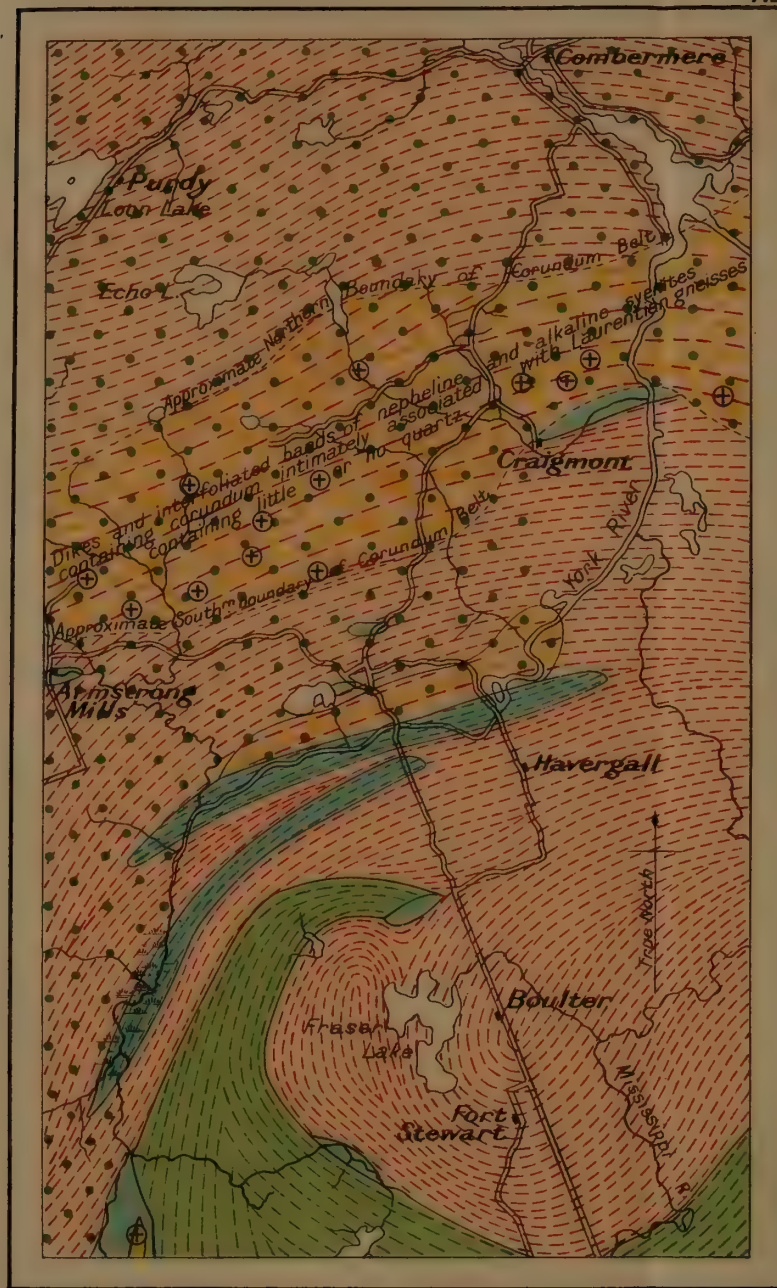 Combermere
Purdy
Loon Lake
Echo L.
Approximate Northern Boundary of Corundum Belt
Dikes and interfoliated bands of nepheline and alkaline syenites
containing corundum intimately associated with Laurentian gneisses
containing little or no quartz
Craigmont
York River
Approximate South'n boundary of Corundum Belt
Armstrong
Mills
Havergall
True North
Boulter
Fraser
Lake
Mississippi R.
Fort
Stewart